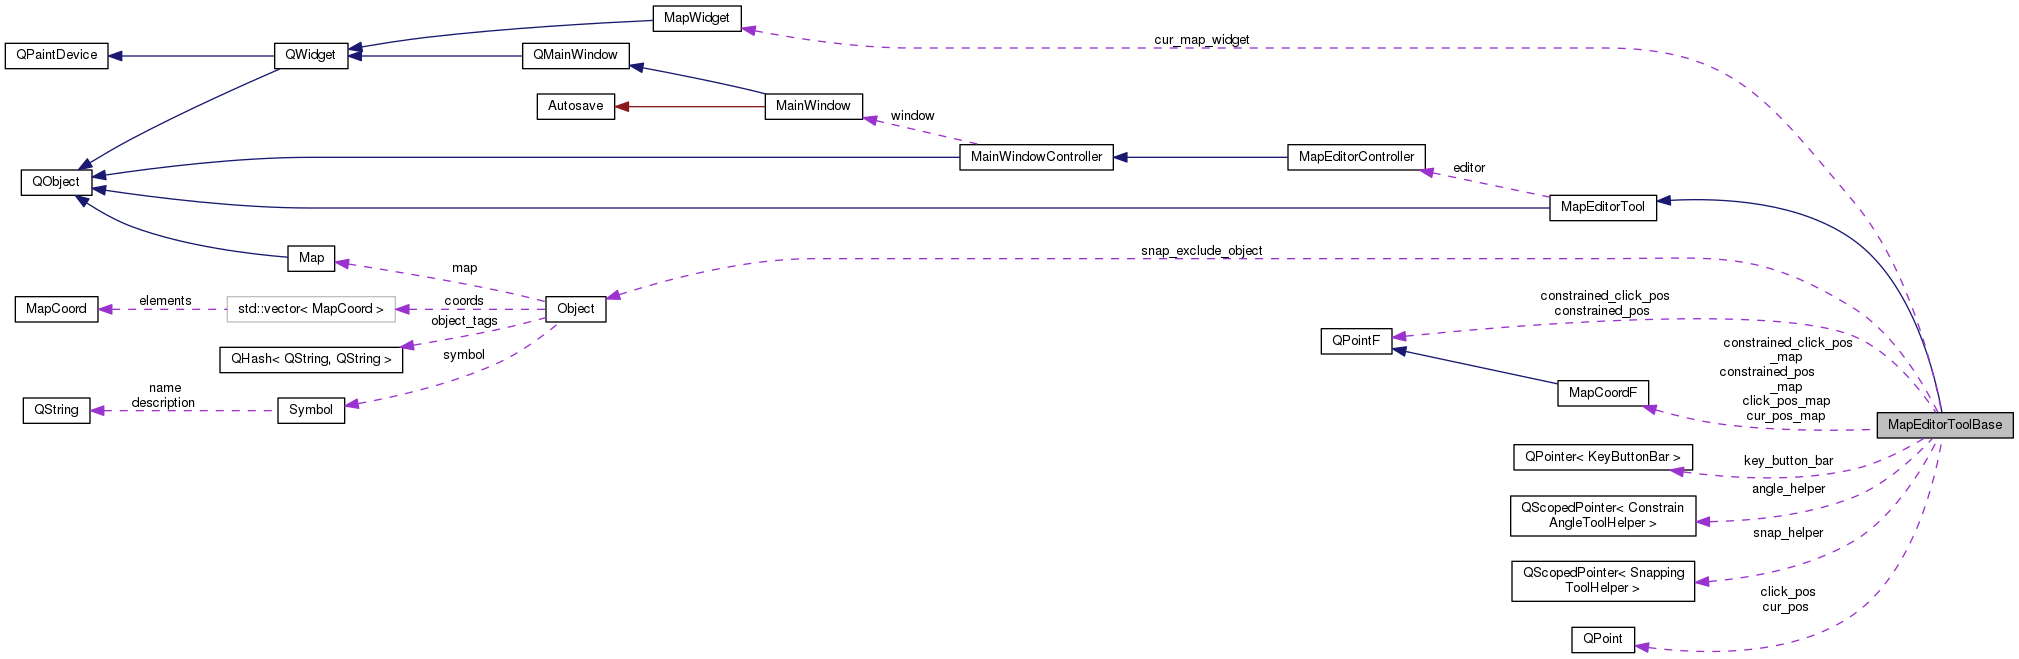 MapWidget
cur_map_widget
QPaintDevice
QWidget
QMainWindow
Autosave
MainWindow
window
QObject
MainWindowController
MapEditorController
editor
MapEditorTool
Map
map
snap_exclude_object
MapCoord
elements
std::vector< MapCoord >
coords
Object
object_tags
QHash< QString, QString >
symbol
QString
name
description
Symbol
constrained_click_pos
constrained_pos
QPointF
constrained_click_pos
_map
constrained_pos
_map
click_pos_map
cur_pos_map
MapCoordF
MapEditorToolBase
QPointer< KeyButtonBar >
key_button_bar
angle_helper
QScopedPointer< Constrain
AngleToolHelper >
snap_helper
QScopedPointer< Snapping
ToolHelper >
click_pos
cur_pos
QPoint